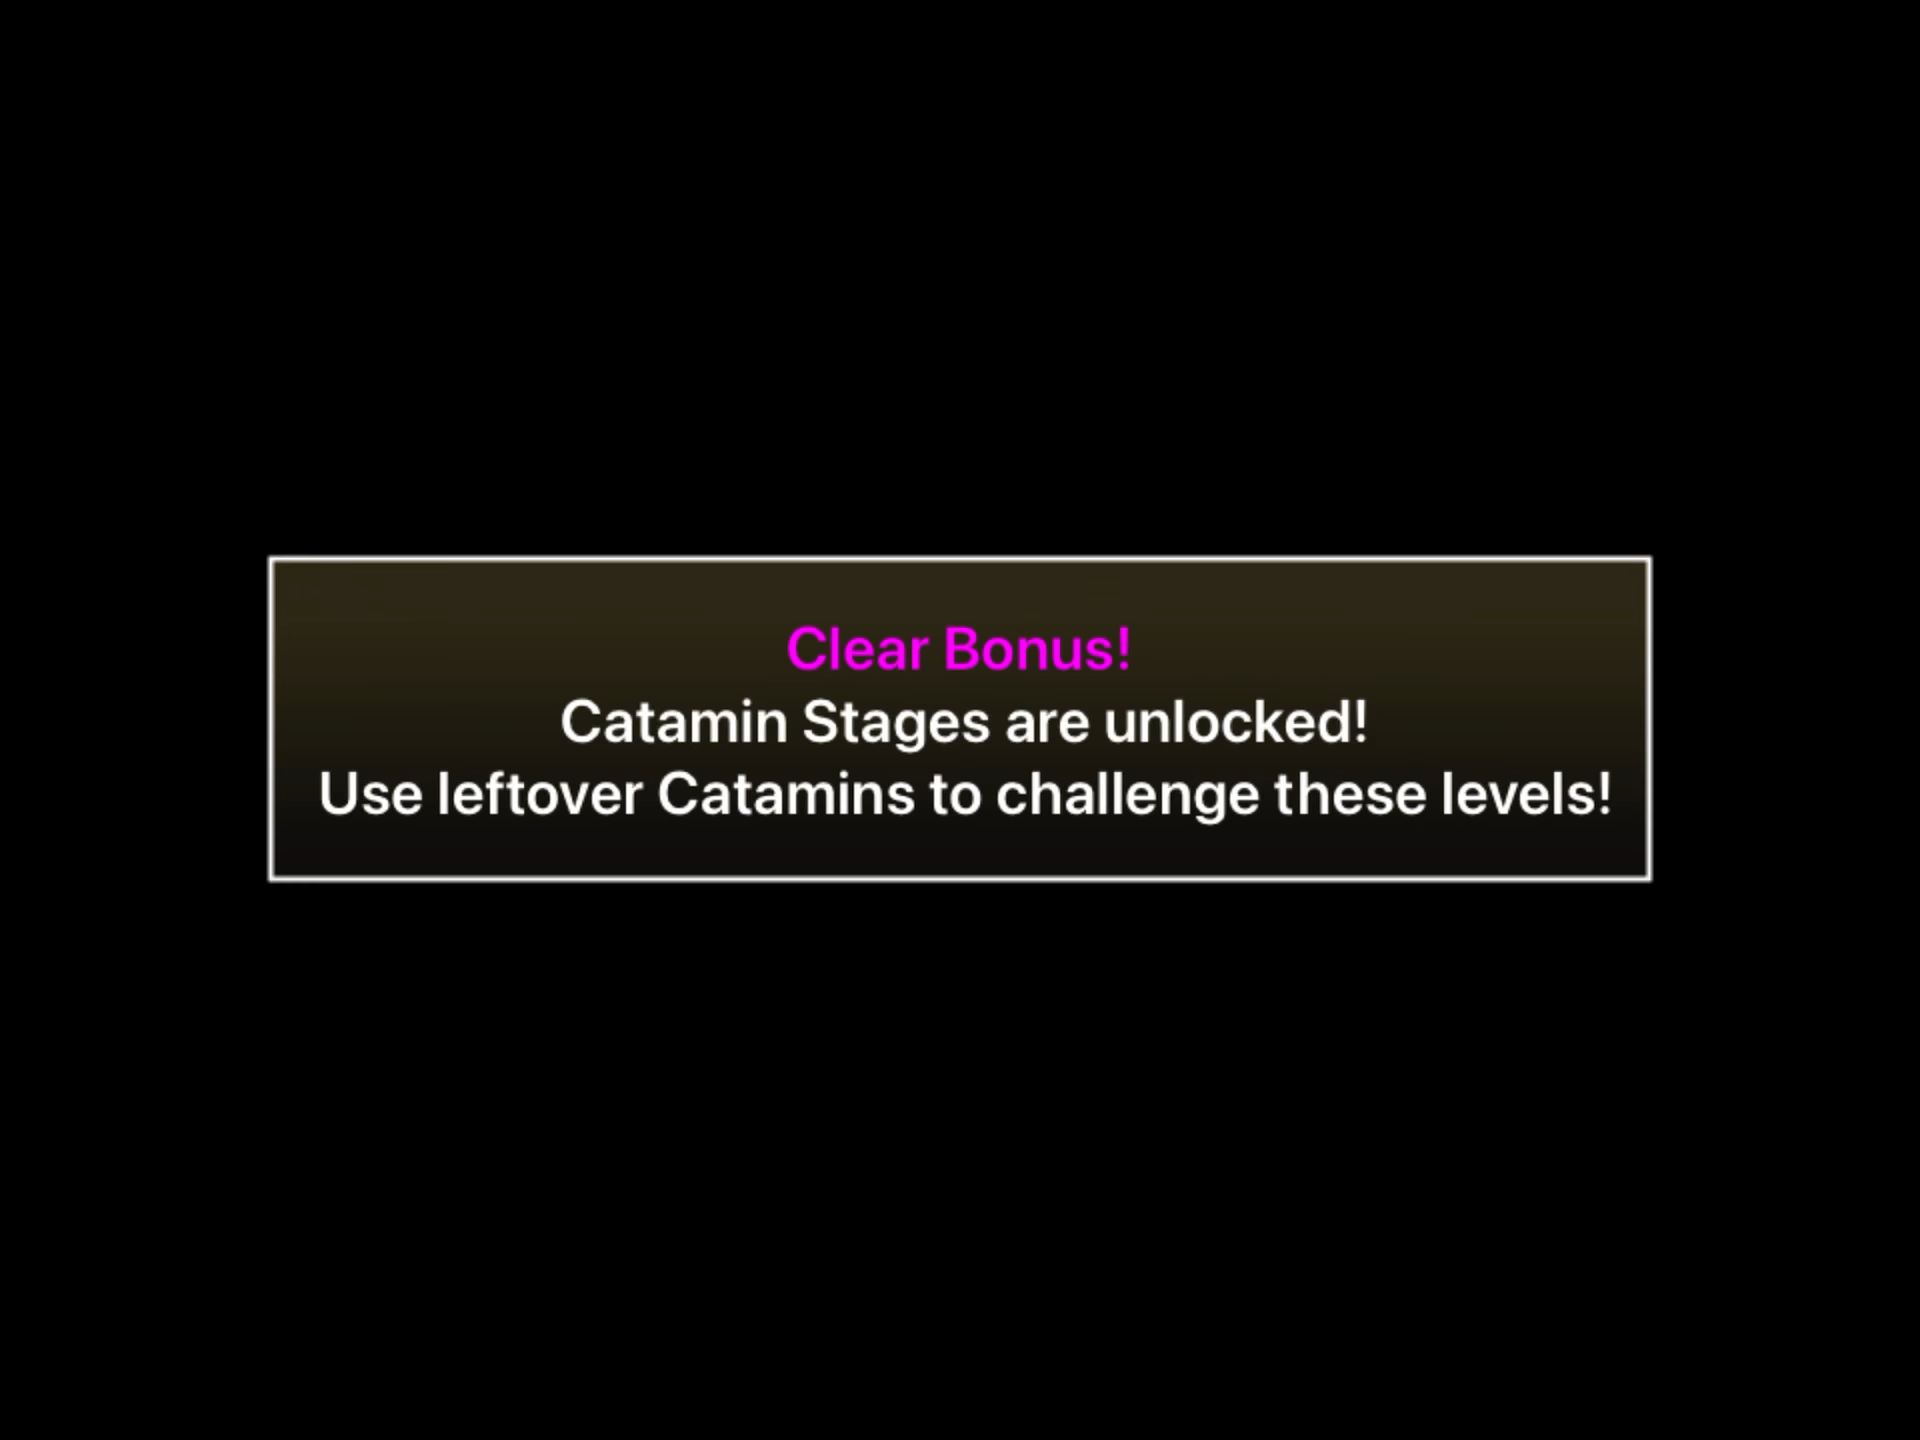 Clear Bonus!
Catamin Stages are unlocked!
Use leftover Catamins to challenge these levels!